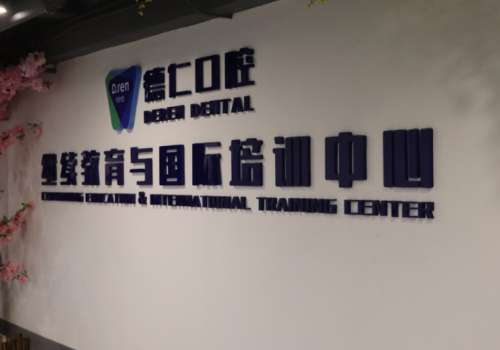 D.ren
德仁口腔
DEREN DENTAL
继续教育与国际培训中心
CONTINUING EDUCATION & INTERNATIONAL TRAINING CENTER